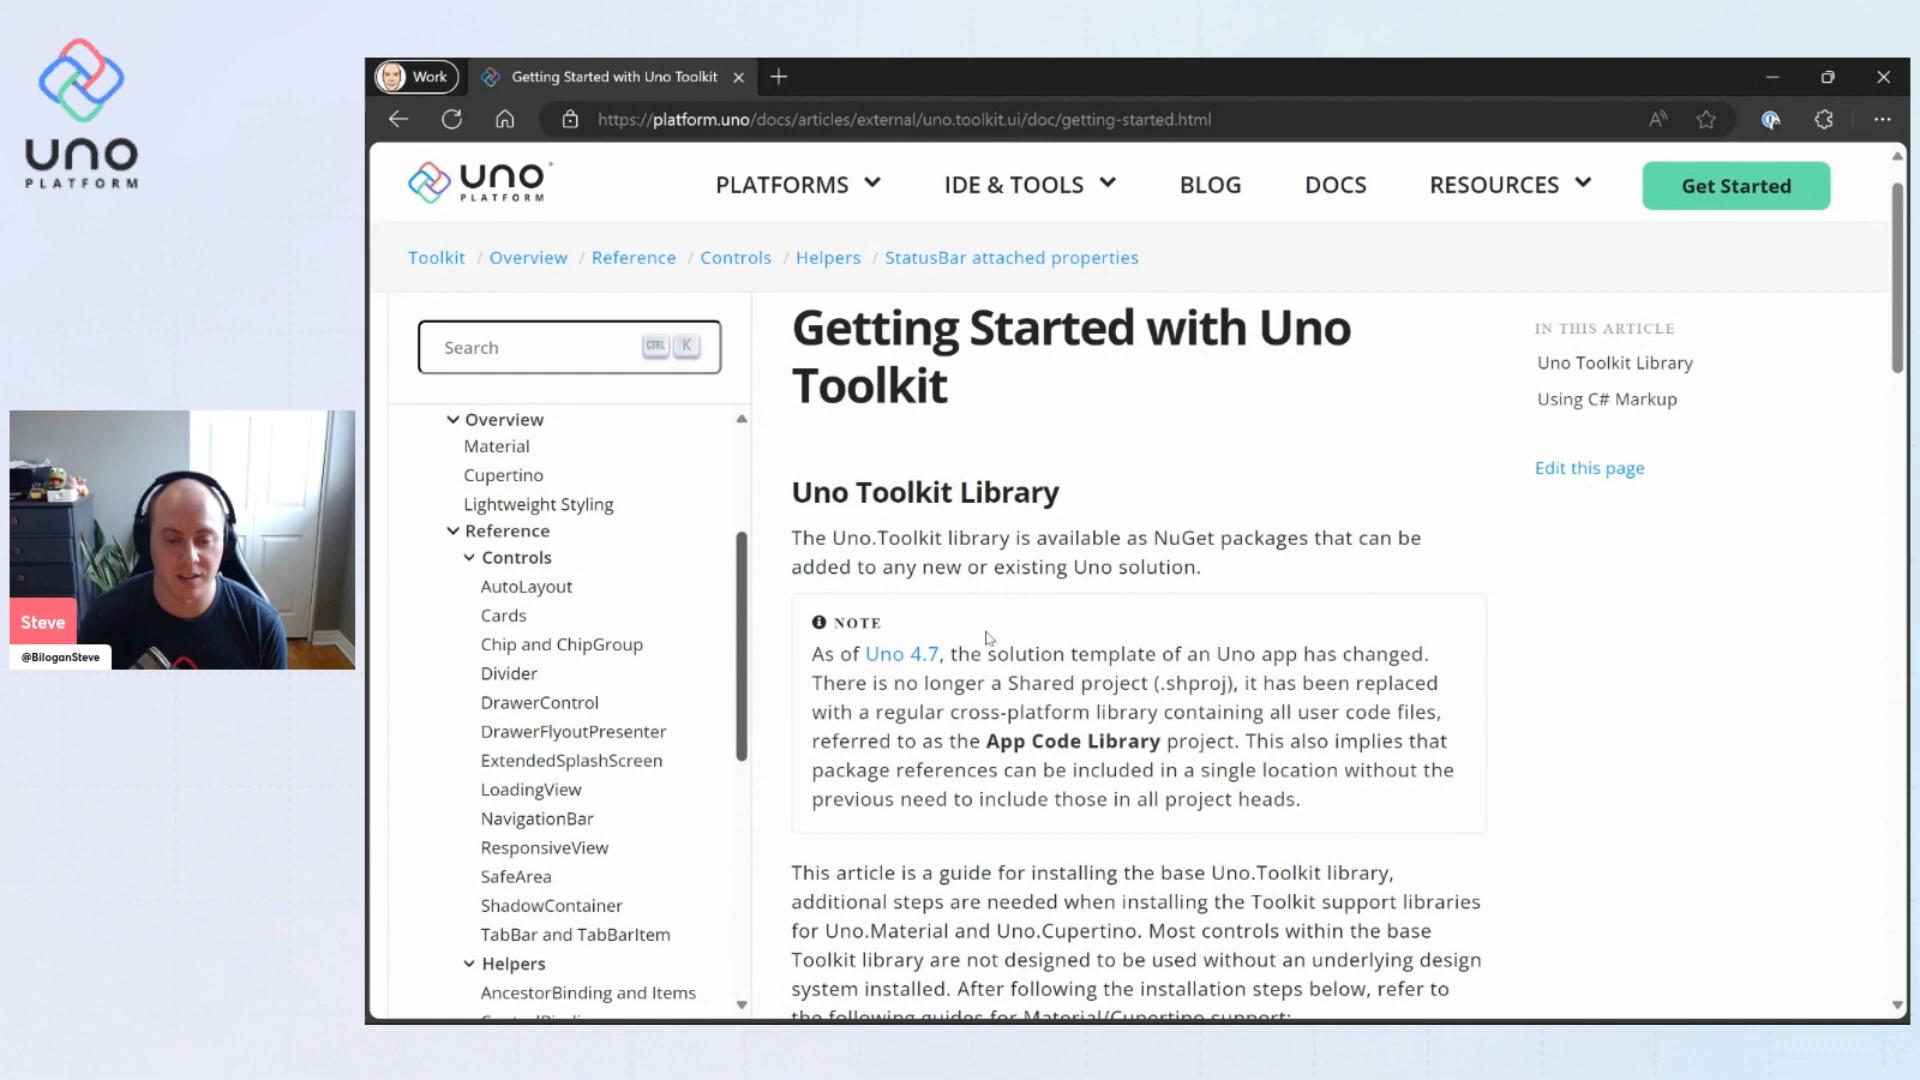 UNO
PLATFORM
Steve
@BiloganSteve
Work
Getting Started with Uno Toolkit
https://platform.uno/docs/articles/external/uno.toolkit.ui/doc/getting-started.html
UNO
PLATFORM
PLATFORMS
IDE & TOOLS
BLOG
DOCS
RESOURCES
Get Started
Toolkit / Overview / Reference / Controls / Helpers / StatusBar attached properties
Search
CTRL K
Overview
Material
Cupertino
Lightweight Styling
Reference
Controls
AutoLayout
Cards
Chip and ChipGroup
Divider
DrawerControl
DrawerFlyoutPresenter
ExtendedSplashScreen
LoadingView
NavigationBar
ResponsiveView
SafeArea
ShadowContainer
TabBar and TabBarItem
Helpers
AncestorBinding and Items
Getting Started with Uno
Toolkit
Uno Toolkit Library
The Uno.Toolkit library is available as NuGet packages that can be
added to any new or existing Uno solution.
NOTE
As of Uno 4.7, the solution template of an Uno app has changed.
There is no longer a Shared project (.shproj), it has been replaced
with a regular cross-platform library containing all user code files,
referred to as the App Code Library project. This also implies that
package references can be included in a single location without the
previous need to include those in all project heads.
This article is a guide for installing the base Uno.Toolkit library,
additional steps are needed when installing the Toolkit support libraries
for Uno.Material and Uno.Cupertino. Most controls within the base
Toolkit library are not designed to be used without an underlying design
system installed. After following the installation steps below, refer to
the following guides for Material/Cupertino support:
IN THIS ARTICLE
Uno Toolkit Library
Using C# Markup
Edit this page